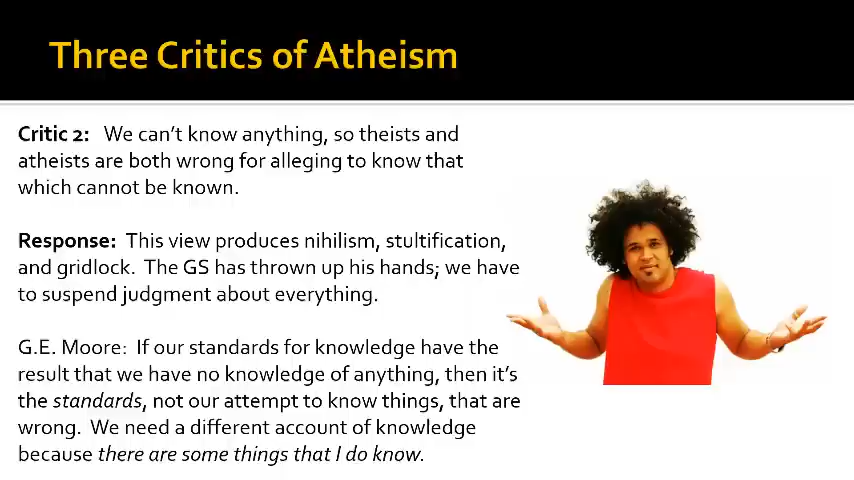 Three Critics of Atheism
Critic 2: We can't know anything, so theists and
atheists are both wrong for alleging to know that
which cannot be known.
Response: This view produces nihilism, stultification,
and gridlock. The GS has thrown up his hands; we have
to suspend judgment about everything.
G.E. Moore: If our standards for knowledge have the
result that we have no knowledge of anything, then it's
the standards, not our attempt to know things, that are
wrong. We need a different account of knowledge
because there are some things that I do know.